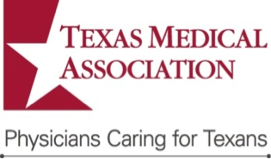 TEXAS MEDICAL
ASSOCIATION
Physicians Caring for Texans